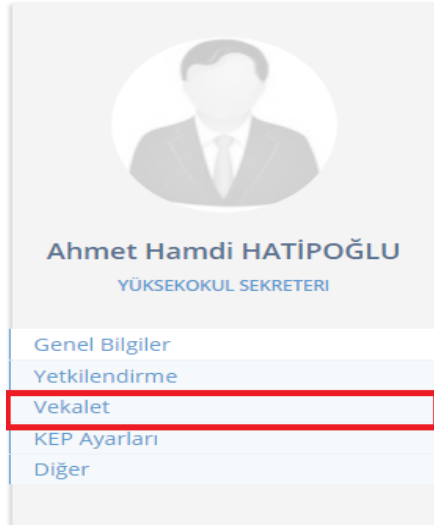 Ahmet Hamdi HATİPOĞLU
YÜKSEKOKUL SEKRETERI
Genel Bilgiler
Yetkilendirme
Vekalet
KEP Ayarları
Diğer